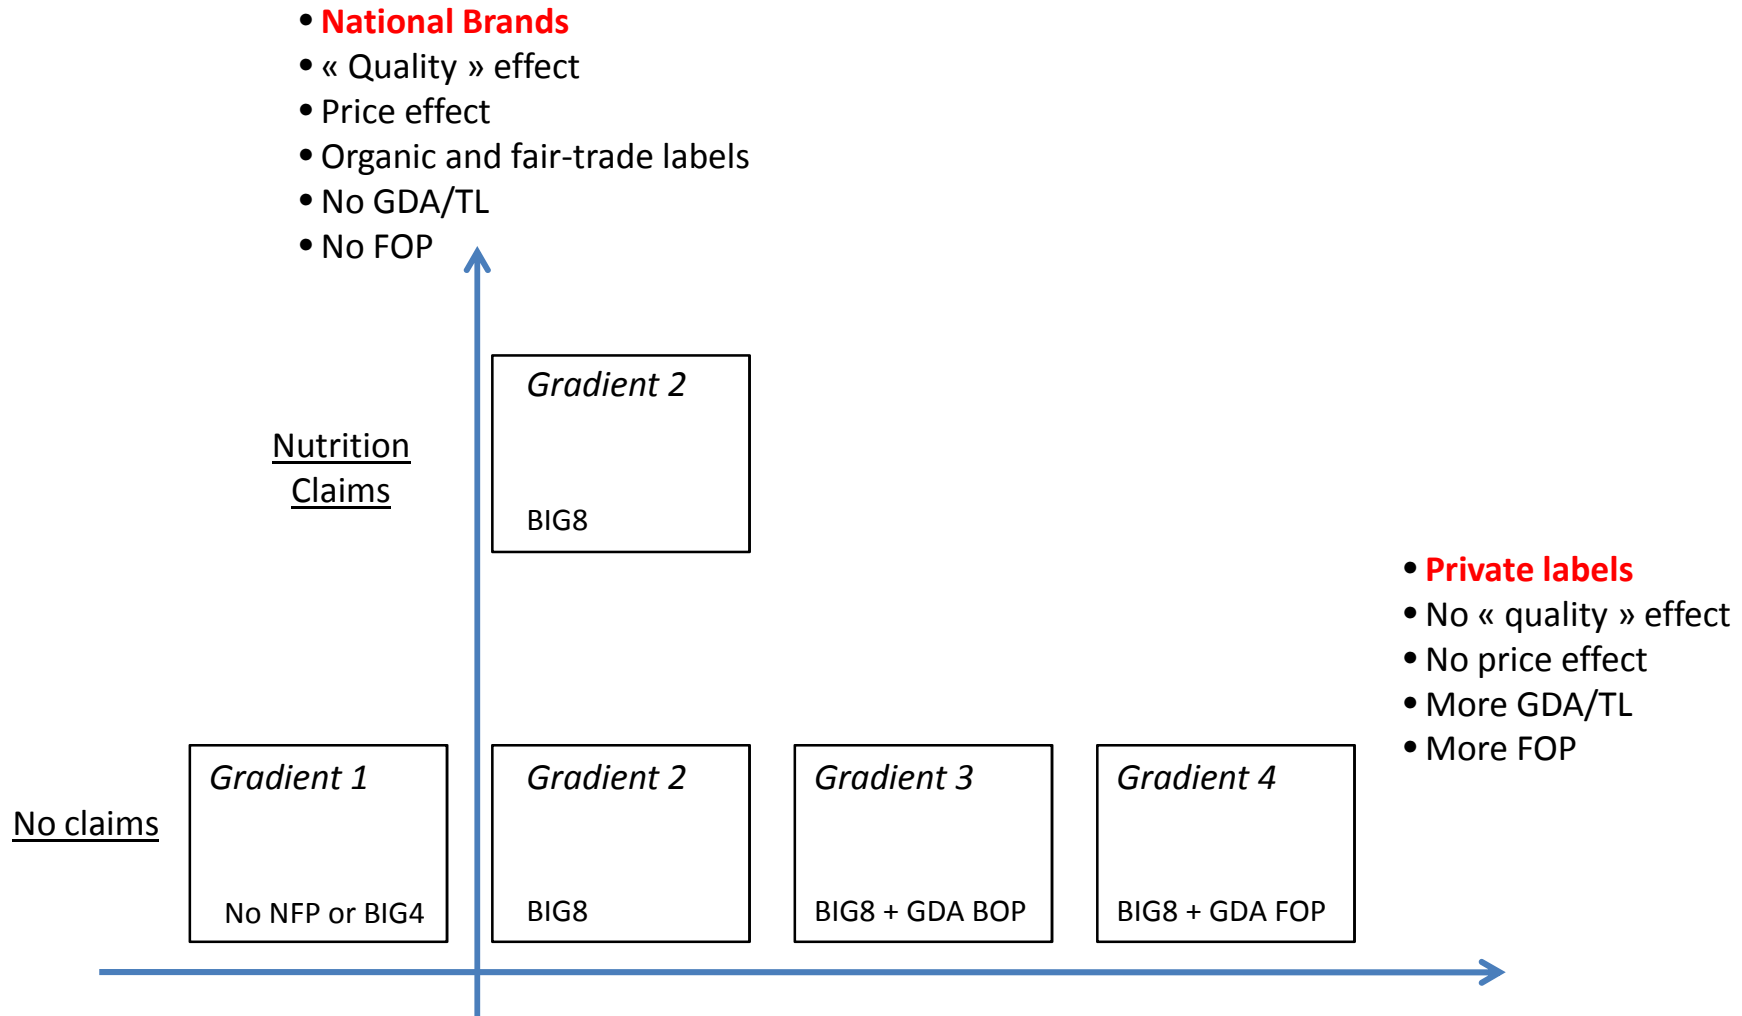 • National Brands
• « Quality » effect
• Price effect
• Organic and fair-trade labels
• No GDA/TL
• No FOP
Gradient 2
BIG8
Nutrition
Claims
• Private labels
• No « quality » effect
• No price effect
• More GDA/TL
• More FOP
No claims
Gradient 1
No NFP or BIG4
Gradient 2
BIG8
Gradient 3
BIG8 + GDA BOP
Gradient 4
BIG8 + GDA FOP